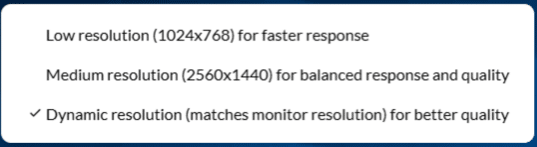 Low resolution (1024x768) for faster response
Medium resolution (2560x1440) for balanced response and quality
Dynamic resolution (matches monitor resolution) for better quality